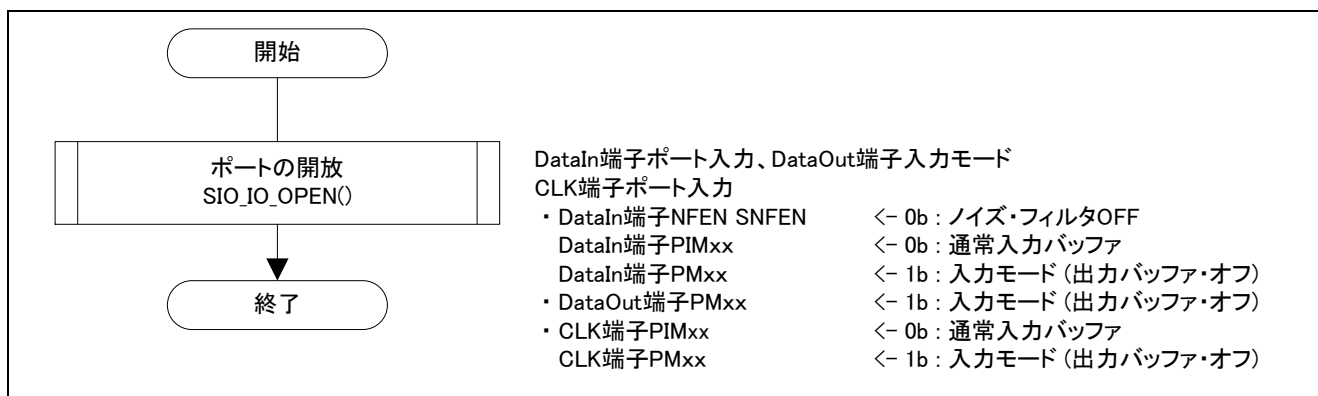 開始
ポートの開放
SIO_IO_OPEN()
終了
DataIn端子ポート入力、DataOut端子入力モード
CLK端子ポート入力
・DataIn端子NFEN SNFEN <- 0b : ノイズ・フィルタOFF
DataIn端子PIMxx <- 0b : 通常入力バッファ
DataIn端子PMxx <- 1b : 入力モード (出力バッファ・オフ)
・DataOut端子PMxx <- 1b : 入力モード (出力バッファ・オフ)
・CLK端子PIMxx <- 0b : 通常入力バッファ
CLK端子PMxx <- 1b : 入力モード (出力バッファ・オフ)